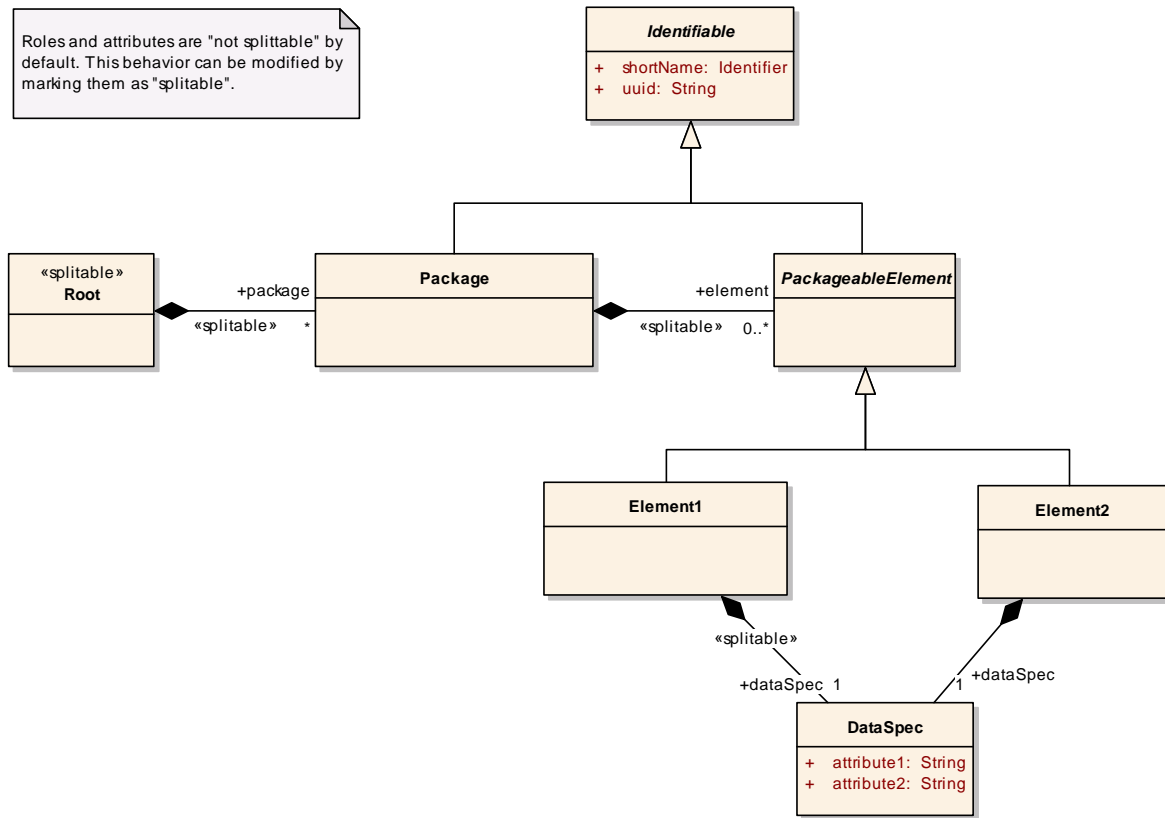 Roles and attributes are "not splittable" by
default. This behavior can be modified by
marking them as "splitable".
Identifiable
+ shortName: Identifier
+ uuid: String
«splitable»
Root
+package
«splitable» *
Package
+element
«splitable» 0..*
PackageableElement
Element1
Element2
«splitable»
+dataSpec 1
+dataSpec
1
DataSpec
+ attribute1: String
+ attribute2: String